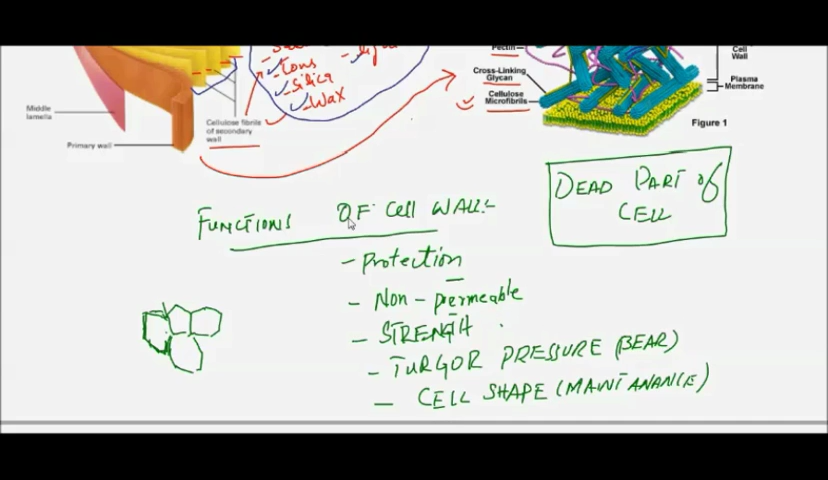 - Ions
- Silica
- Wax
Middle
lamella
Primary wall
Cellulose fibrils
of secondary
wall
Pectin
Cross-Linking
Glycan
Cellulose
Microfibrils
Cell
Wall
Plasma
Membrane
Figure 1
DEAD PART of
CELL
FUNCTIONS OF Cell WALL
- Protection
- Non - permeable
- STRENGTH
- TURGOR PRESSURE (BEAR)
- CELL SHAPE (MAINTANANCE)